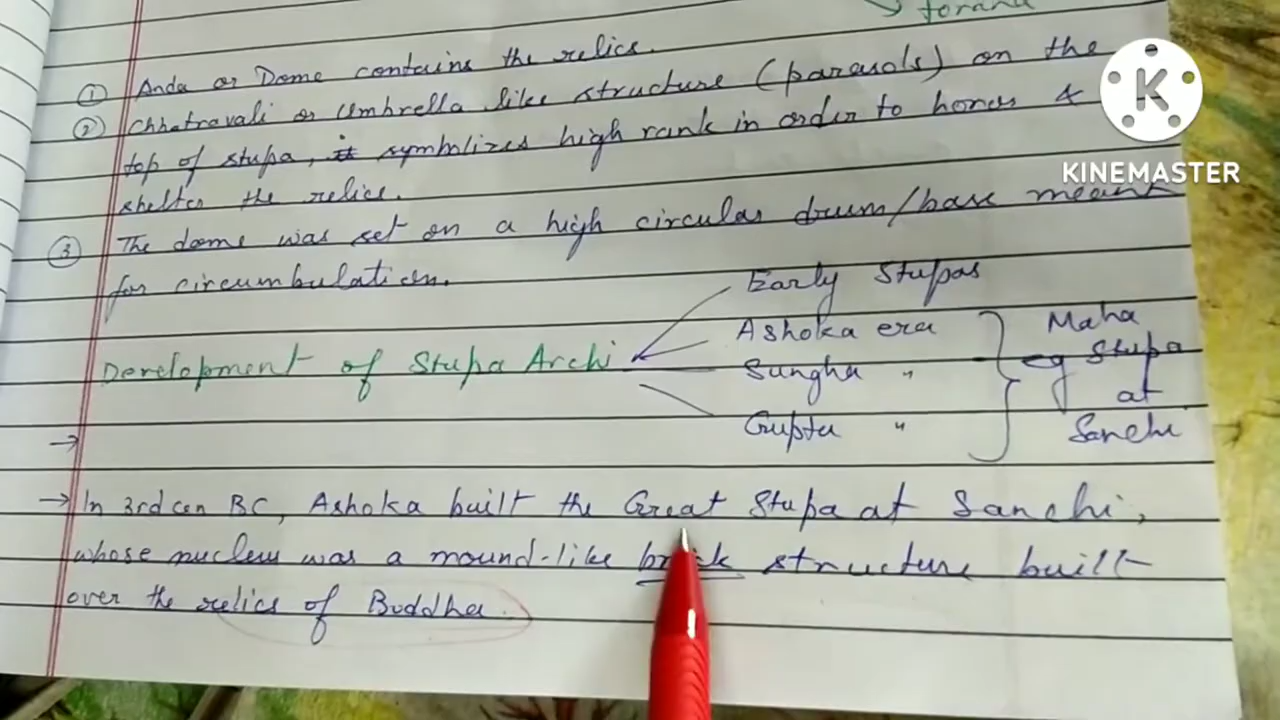 torana
① Anda or Dome contains the relics.
② Chhatravali or Umbrella like structure (parasols) on the
top of stupa, it symbolizes high rank in order to honor &
shelter the relics.
③ The dome was set on a high circular drum/base meant
for circumbulation.
Early Stupas
Development of Stupa Archi
Ashoka era
Sungha "
Gupta "
Maha
eg Stupa
at
Sanchi
→
→ In 3rd cen BC, Ashoka built the Great Stupa at Sanchi,
whose nucleus was a mound-like brick structure built
over the relics of Buddha.
K
KINEMASTER